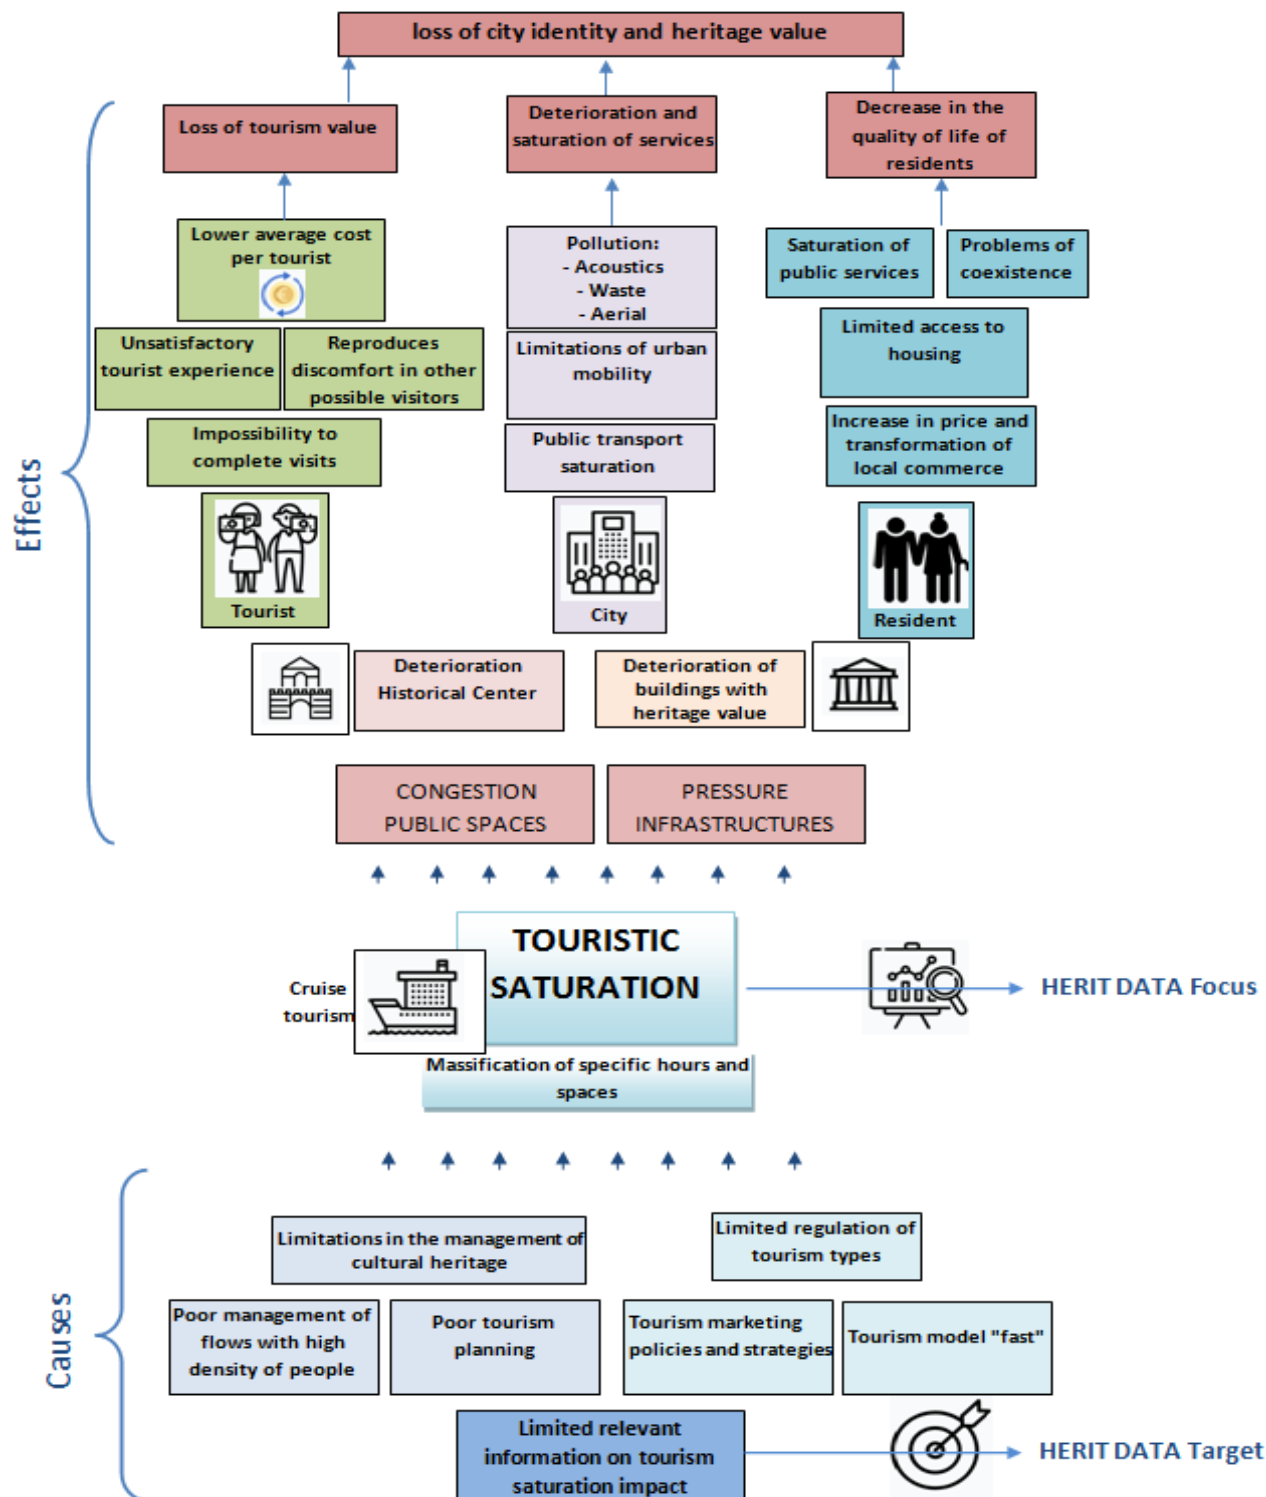 loss of city identity and heritage value
Loss of tourism value
Deterioration and
saturation of services
Decrease in the
quality of life of
residents
Lower average cost
per tourist
Unsatisfactory
tourist experience
Reproduces
discomfort in other
possible visitors
Impossibility to
complete visits
Tourist
Pollution:
- Acoustics
- Waste
- Aerial
Limitations of urban
mobility
Public transport
saturation
City
Saturation of
public services
Problems of
coexistence
Limited access to
housing
Increase in price and
transformation of
local commerce
Resident
Effects
Deterioration
Historical Center
Deterioration of
buildings with
heritage value
CONGESTION
PUBLIC SPACES
PRESSURE
INFRASTRUCTURES
TOURISTIC
SATURATION
Cruise
tourism
HERIT DATA Focus
Massification of specific hours and
spaces
Causes
Limitations in the management of
cultural heritage
Limited regulation of
tourism types
Poor management of
flows with high
density of people
Poor tourism
planning
Tourism marketing
policies and strategies
Tourism model "fast"
Limited relevant
information on tourism
saturation impact
HERIT DATA Target